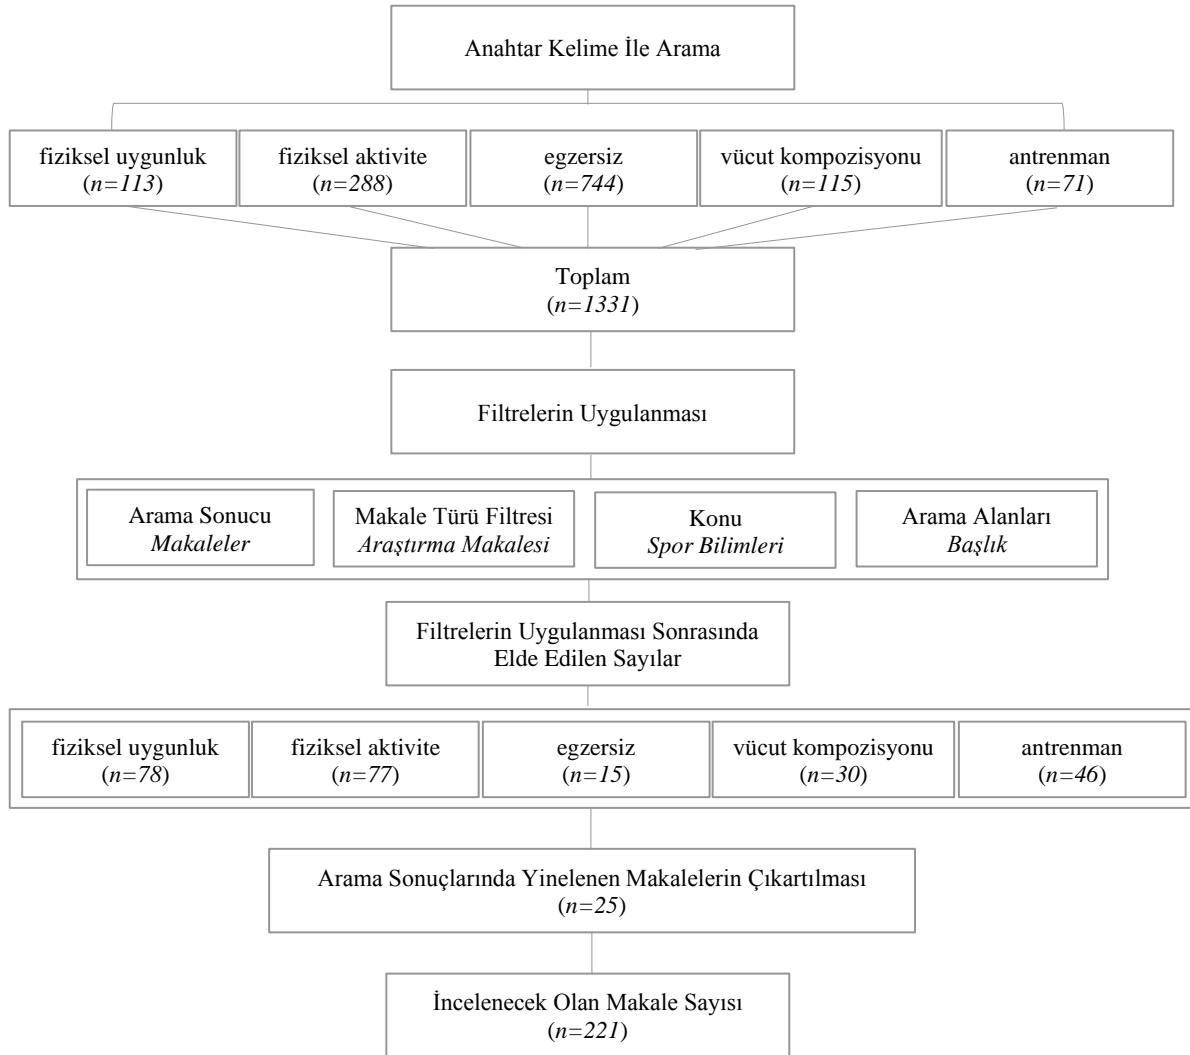 Anahtar Kelime İle Arama
fiziksel uygunluk
(n=113)
fiziksel aktivite
(n=288)
egzersiz
(n=744)
vücut kompozisyonu
(n=115)
antrenman
(n=71)
Toplam
(n=1331)
Filtrelerin Uygulanması
Arama Sonucu
Makaleler
Makale Türü Filtresi
Araştırma Makalesi
Konu
Spor Bilimleri
Arama Alanları
Başlık
Filtrelerin Uygulanması Sonrasında
Elde Edilen Sayılar
fiziksel uygunluk
(n=78)
fiziksel aktivite
(n=77)
egzersiz
(n=15)
vücut kompozisyonu
(n=30)
antrenman
(n=46)
Arama Sonuçlarında Yinelenen Makalelerin Çıkartılması
(n=25)
İncelenecek Olan Makale Sayısı
(n=221)